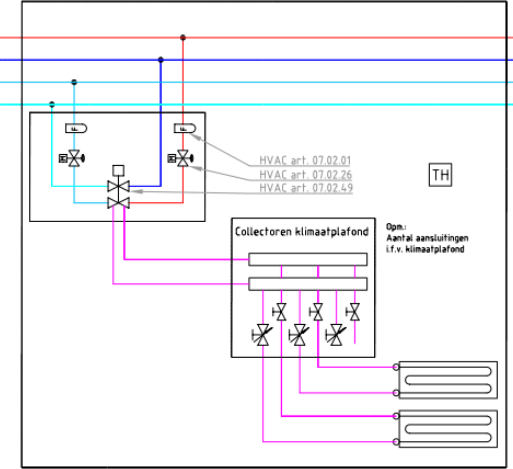 F
F
HVAC art. 07.02.01
HVAC art. 07.02.26
HVAC art. 07.02.49
TH
Collectoren klimaatplafond
Opm.:
Aantal aansluitingen
i.f.v. klimaatplafond